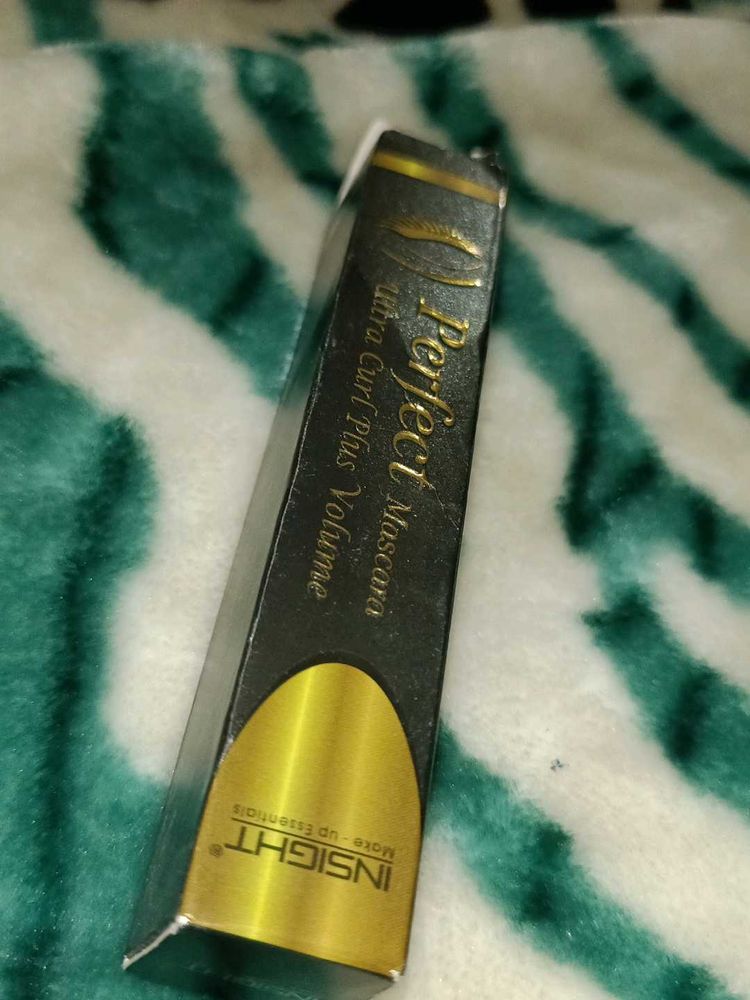 Perfect Mascara
Ultra Curl Plus Volume
INSIGHT®
Make-up Essentials